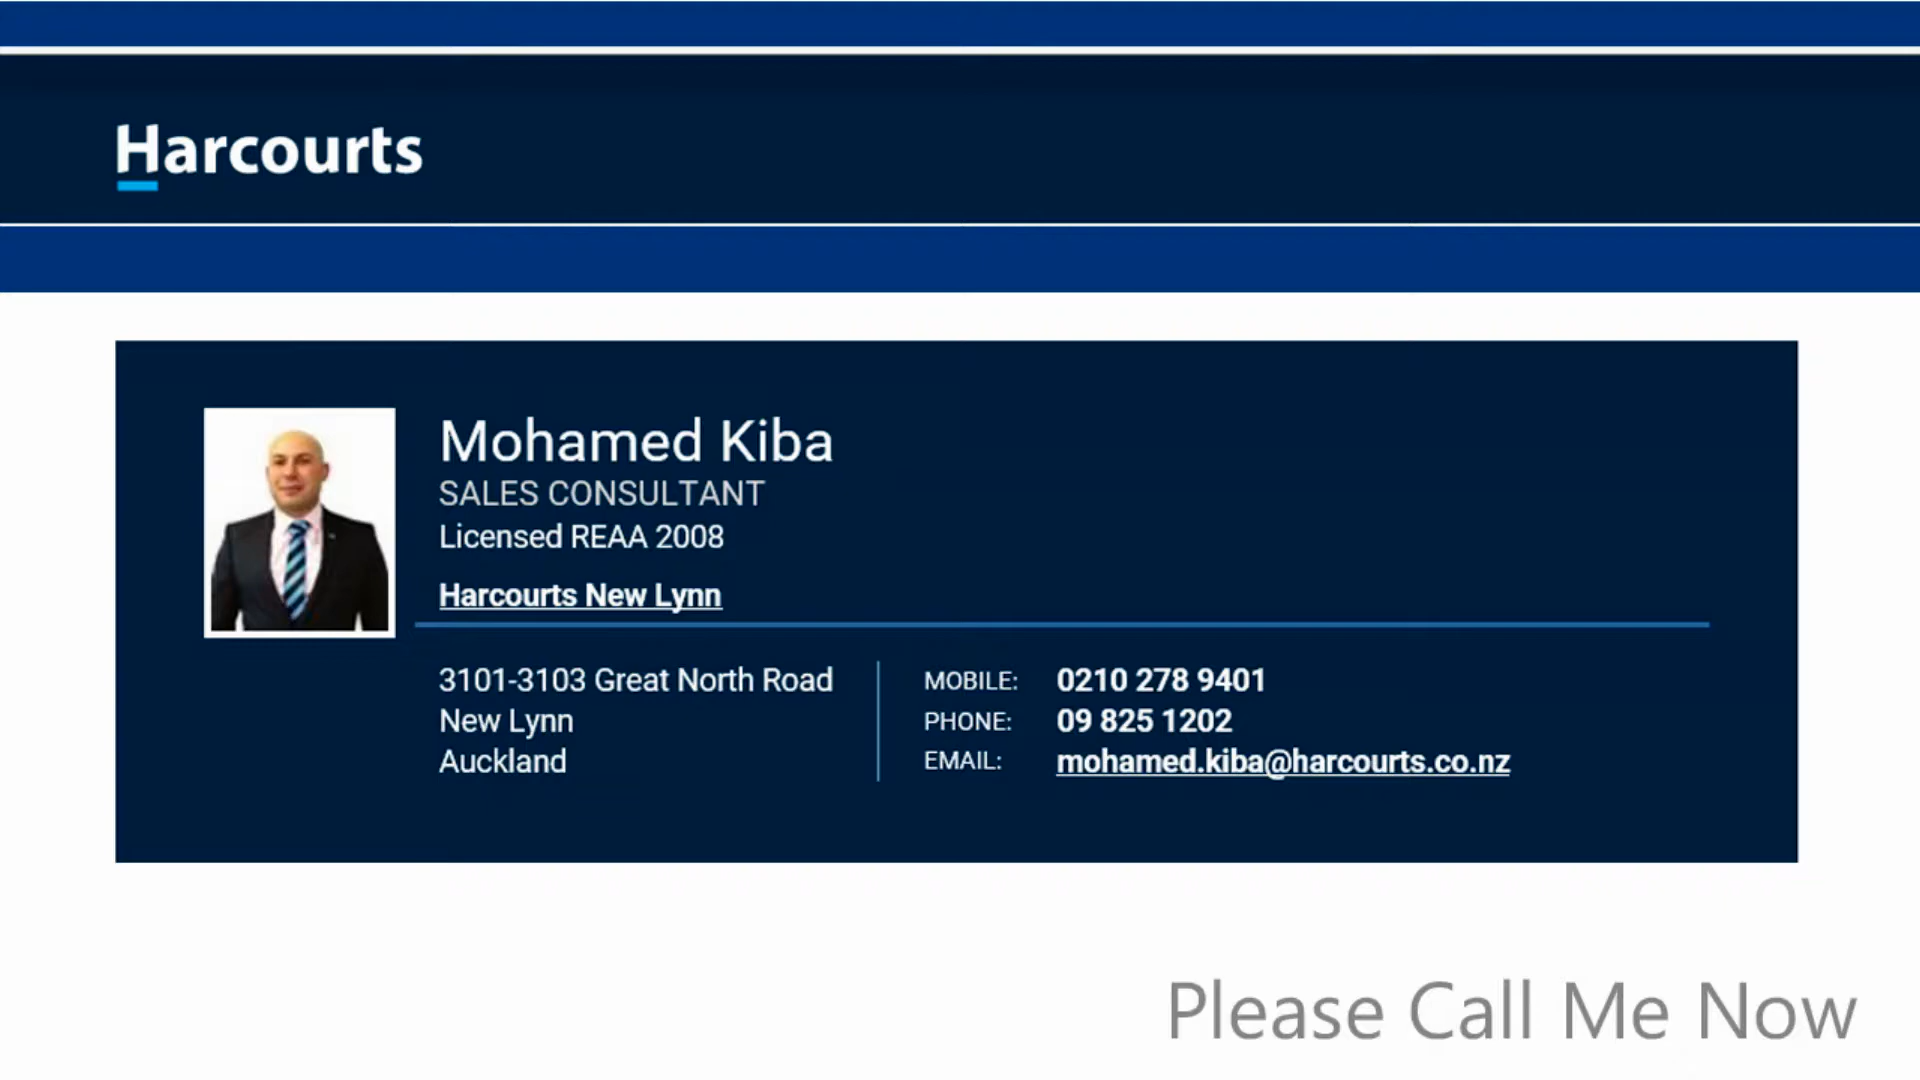 Harcourts
Mohamed Kiba
SALES CONSULTANT
Licensed REAA 2008
Harcourts New Lynn
3101-3103 Great North Road
New Lynn
Auckland
MOBILE: 0210 278 9401
PHONE: 09 825 1202
EMAIL: mohamed.kiba@harcourts.co.nz
Please Call Me Now